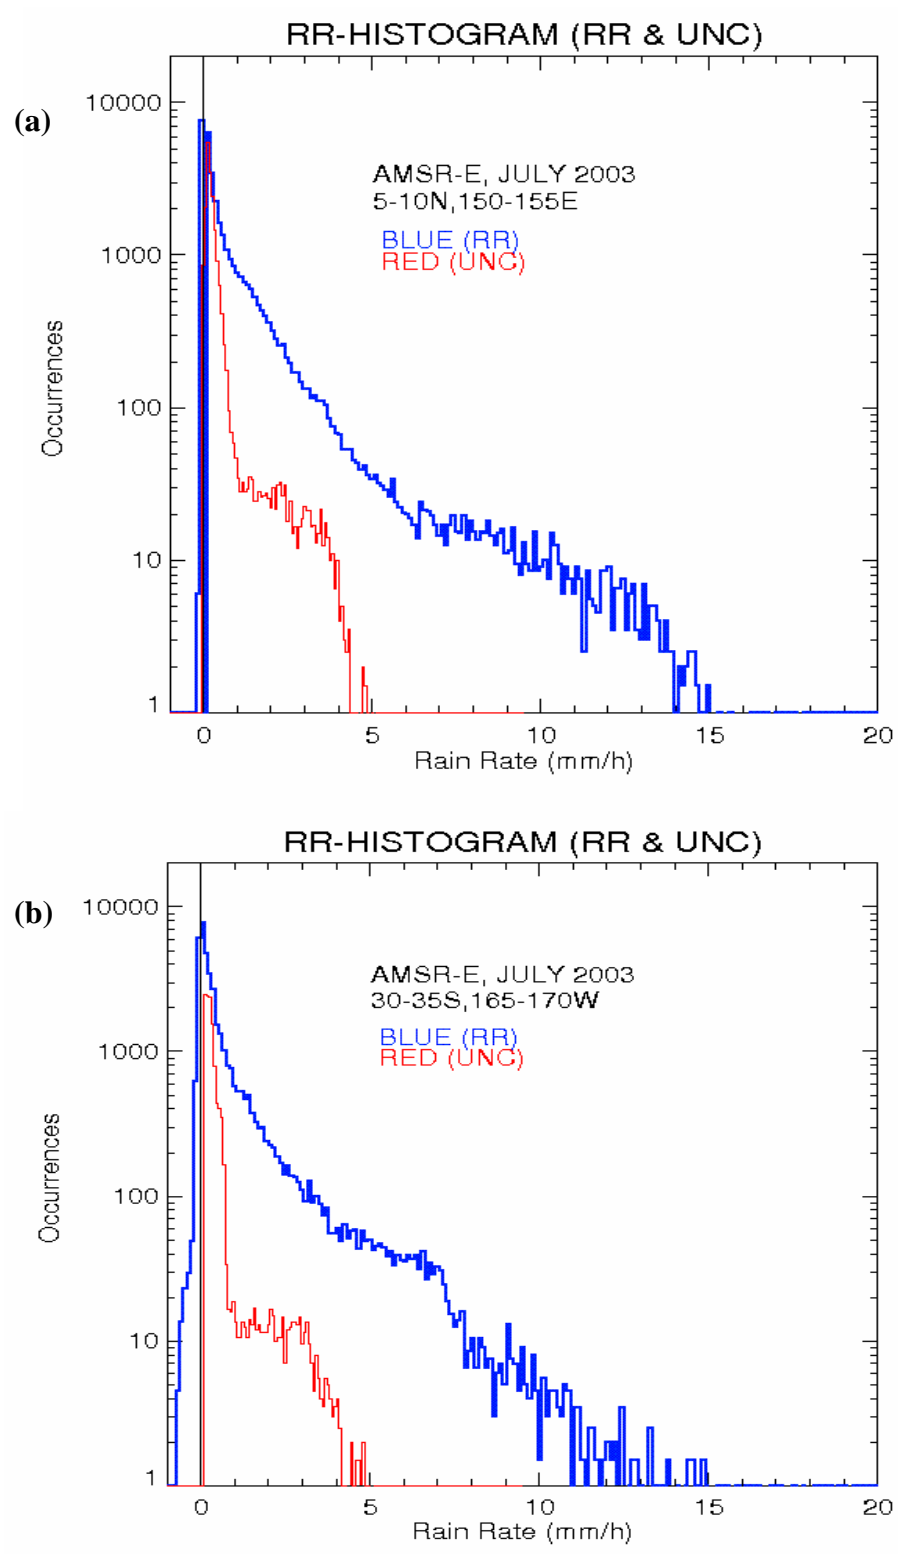 RR-HISTOGRAM (RR & UNC)
(a)
10000
1000
100
10
1
Occurrences
AMSR-E, JULY 2003
5-10N,150-155E
BLUE (RR)
RED (UNC)
0 5 10 15 20
Rain Rate (mm/h)
RR-HISTOGRAM (RR & UNC)
(b)
10000
1000
100
10
1
Occurrences
AMSR-E, JULY 2003
30-35S,165-170W
BLUE (RR)
RED (UNC)
0 5 10 15 20
Rain Rate (mm/h)